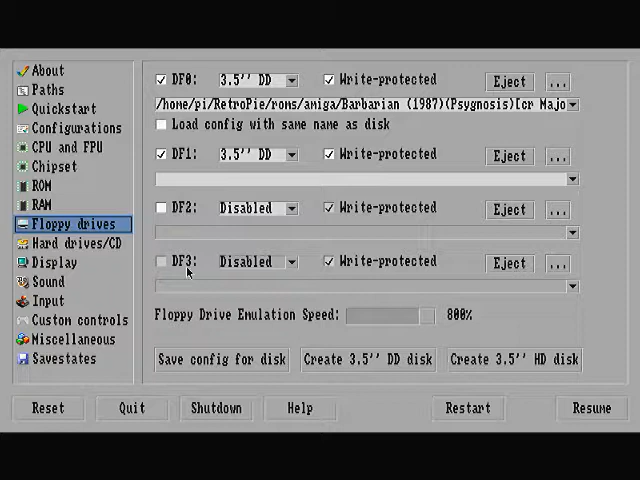 About
Paths
Quickstart
Configurations
CPU and FPU
Chipset
ROM
RAM
Floppy drives
Hard drives/CD
Display
Sound
Input
Custom controls
Miscellaneous
Savestates
DF0: 3.5'' DD Write-protected Eject ...
/home/pi/RetroPie/roms/amiga/Barbarian (1987)(Psygnosis)[cr Majo
Load config with same name as disk
DF1: 3.5'' DD Write-protected Eject ...
DF2: Disabled Write-protected Eject ...
DF3: Disabled Write-protected Eject ...
Floppy Drive Emulation Speed: 800%
Save config for disk Create 3.5'' DD disk Create 3.5'' HD disk
Reset Quit Shutdown Help Restart Resume